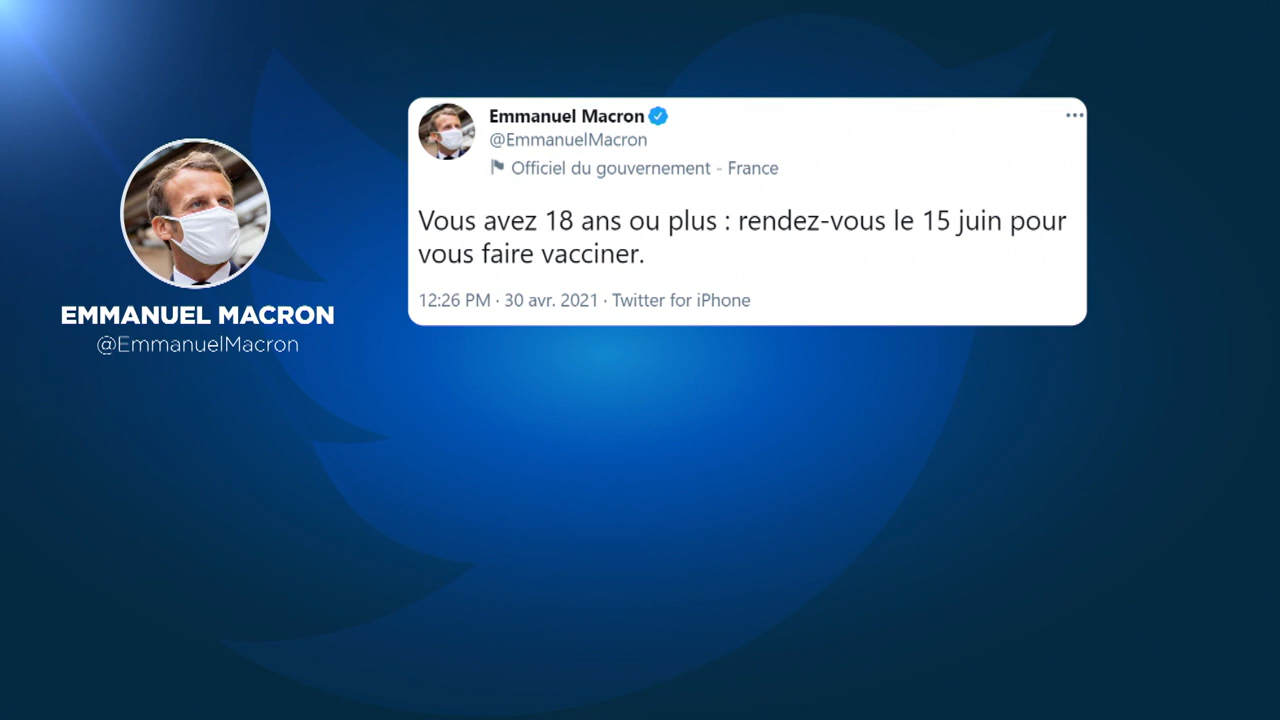 EMMANUEL MACRON
@EmmanuelMacron
Emmanuel Macron
@EmmanuelMacron
Officiel du gouvernement - France
Vous avez 18 ans ou plus : rendez-vous le 15 juin pour
vous faire vacciner.
12:26 PM · 30 avr. 2021 · Twitter for iPhone